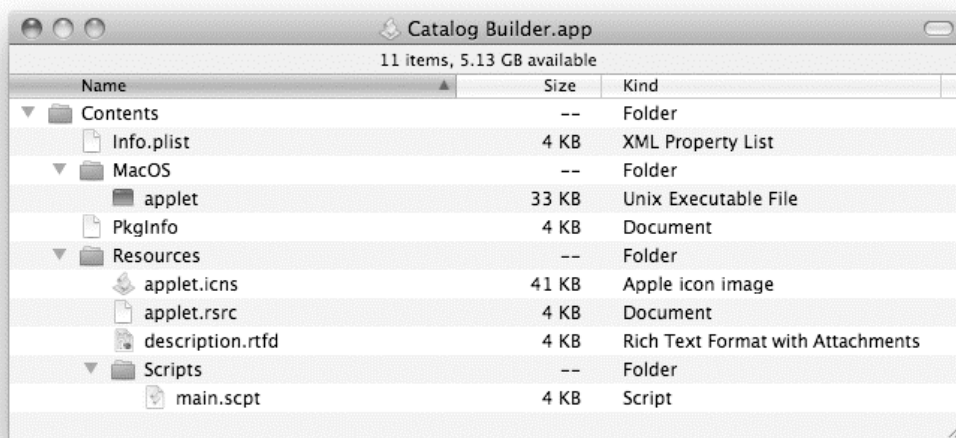 Catalog Builder.app
11 items, 5.13 GB available
Name Size Kind
Contents -- Folder
Info.plist 4 KB XML Property List
MacOS -- Folder
applet 33 KB Unix Executable File
PkgInfo 4 KB Document
Resources -- Folder
applet.icns 41 KB Apple icon image
applet.rsrc 4 KB Document
description.rtfd 4 KB Rich Text Format with Attachments
Scripts -- Folder
main.scpt 4 KB Script